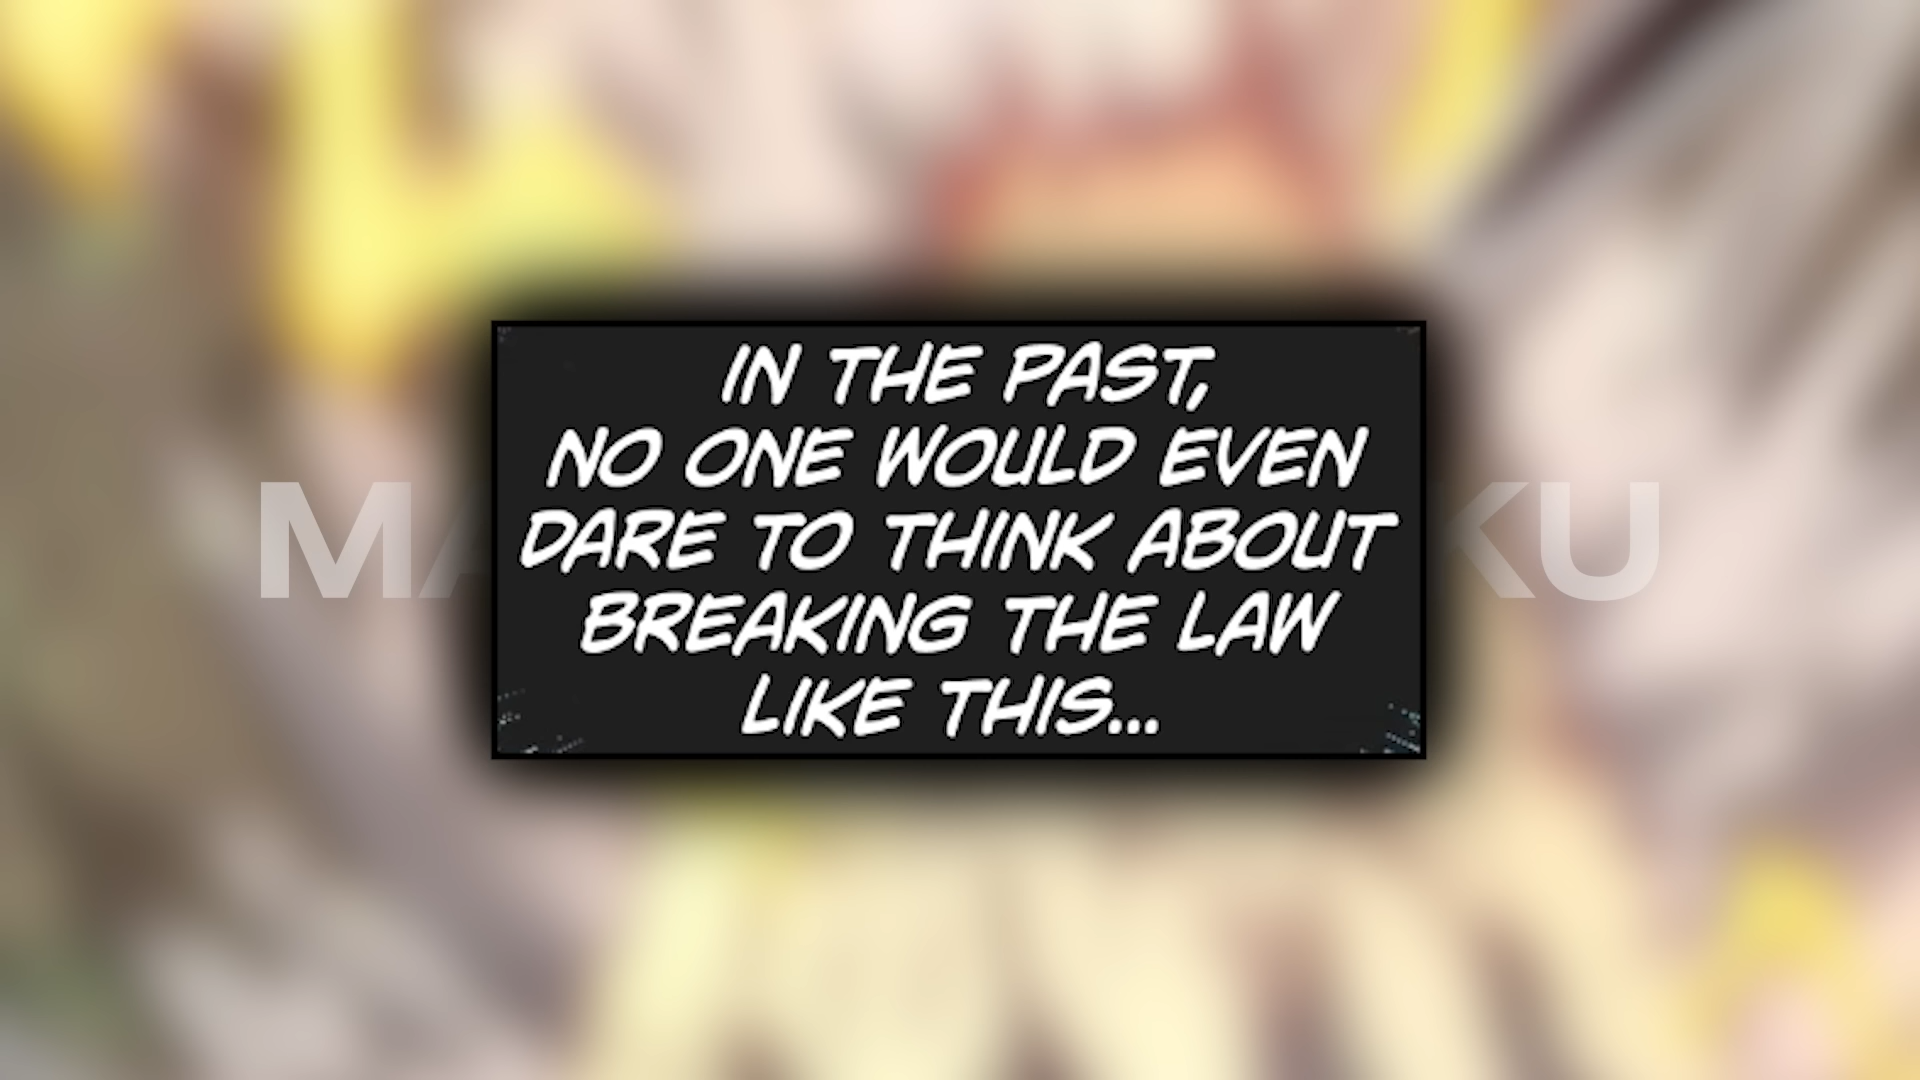 IN THE PAST,
NO ONE WOULD EVEN
DARE TO THINK ABOUT
BREAKING THE LAW
LIKE THIS...